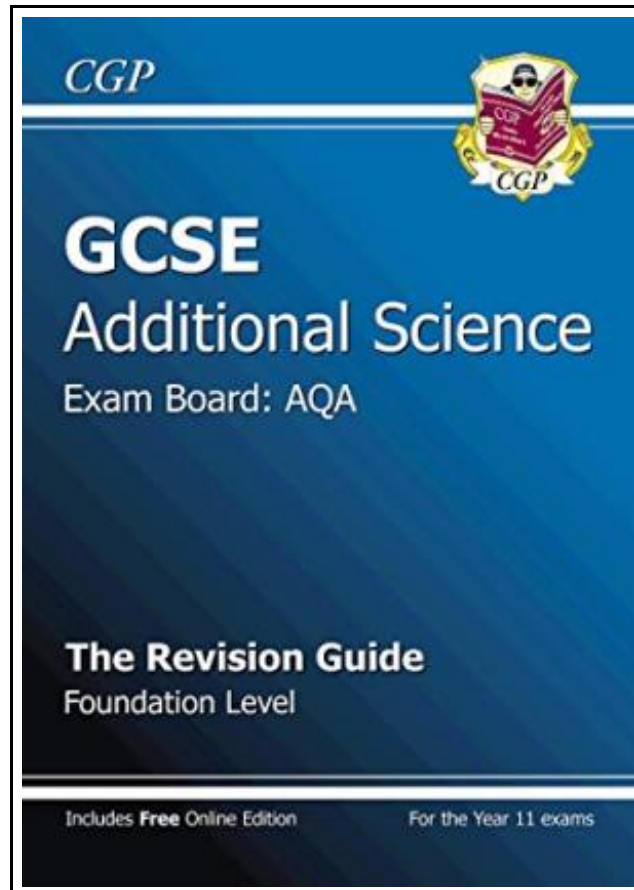 CGP
CGP
CGP
GCSE
Additional Science
Exam Board: AQA
The Revision Guide
Foundation Level
Includes Free Online Edition
For the Year 11 exams